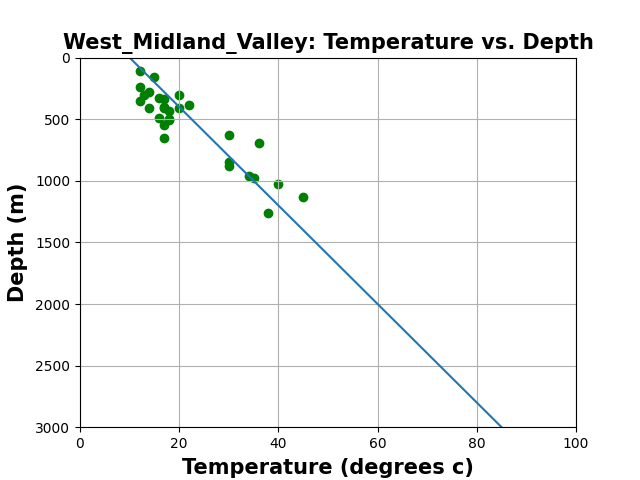 West_Midland_Valley: Temperature vs. Depth
0
500
1000
1500
2000
2500
3000
Depth (m)
0 20 40 60 80 100
Temperature (degrees c)